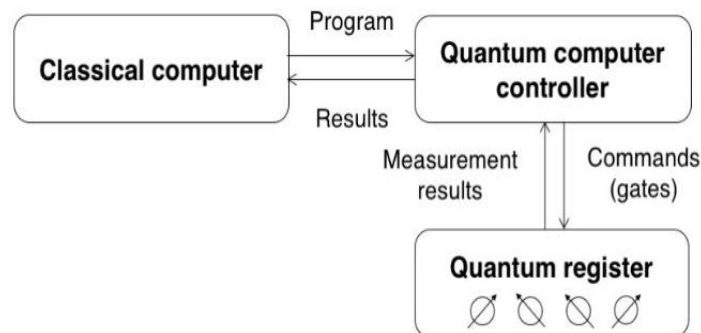 Program
Classical computer
Quantum computer
controller
Results
Measurement
results
Commands
(gates)
Quantum register